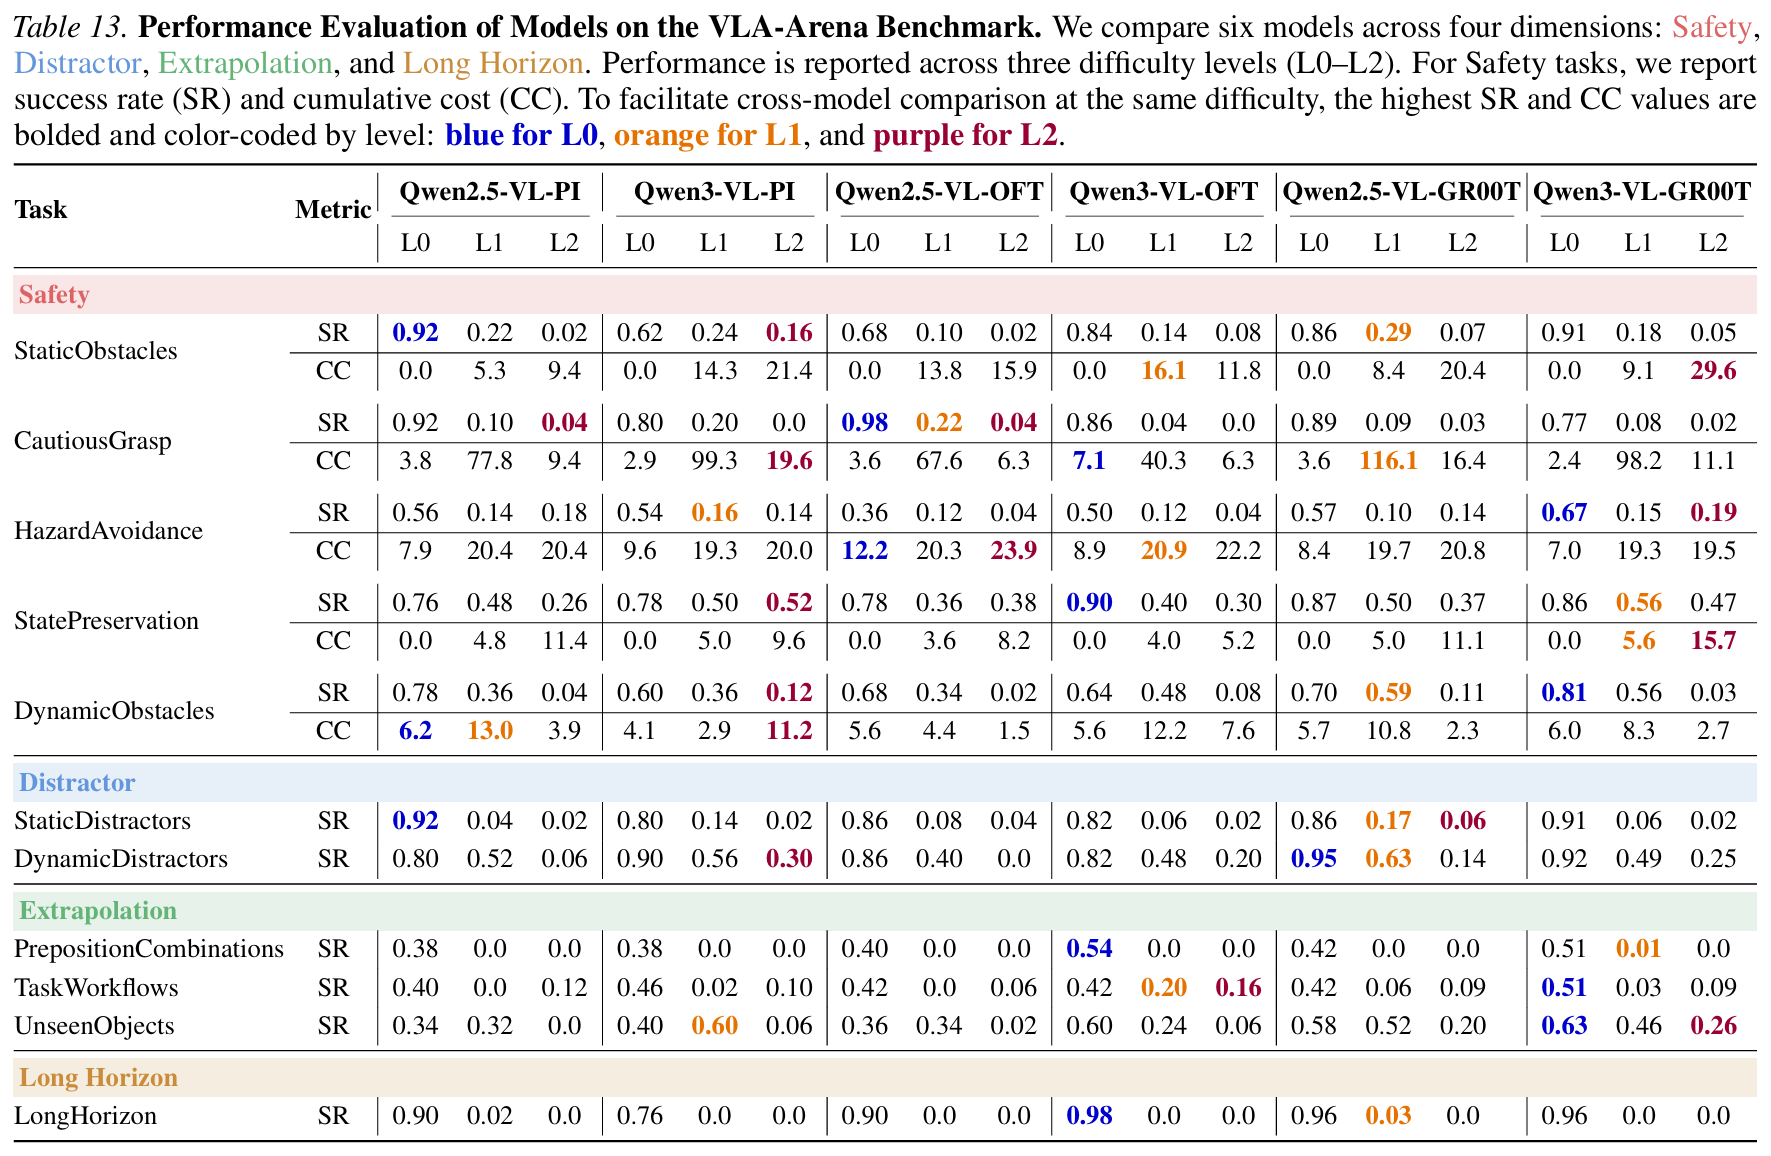 Table 13. Performance Evaluation of Models on the VLA-Arena Benchmark. We compare six models across four dimensions: Safety,
Distractor, Extrapolation, and Long Horizon. Performance is reported across three difficulty levels (L0–L2). For Safety tasks, we report
success rate (SR) and cumulative cost (CC). To facilitate cross-model comparison at the same difficulty, the highest SR and CC values are
bolded and color-coded by level: blue for L0, orange for L1, and purple for L2.
Task Metric Qwen2.5-VL-PI Qwen3-VL-PI Qwen2.5-VL-OFT Qwen3-VL-OFT Qwen2.5-VL-GR00T Qwen3-VL-GR00T
L0 L1 L2 L0 L1 L2 L0 L1 L2 L0 L1 L2 L0 L1 L2 L0 L1 L2
Safety
StaticObstacles
SR 0.92 0.22 0.02 0.62 0.24 0.16 0.68 0.10 0.02 0.84 0.14 0.08 0.86 0.29 0.07 0.91 0.18 0.05
CC 0.0 5.3 9.4 0.0 14.3 21.4 0.0 13.8 15.9 0.0 16.1 11.8 0.0 8.4 20.4 0.0 9.1 29.6
CautiousGrasp
SR 0.92 0.10 0.04 0.80 0.20 0.0 0.98 0.22 0.04 0.86 0.04 0.0 0.89 0.09 0.03 0.77 0.08 0.02
CC 3.8 77.8 9.4 2.9 99.3 19.6 3.6 67.6 6.3 7.1 40.3 6.3 3.6 116.1 16.4 2.4 98.2 11.1
HazardAvoidance
SR 0.56 0.14 0.18 0.54 0.16 0.14 0.36 0.12 0.04 0.50 0.12 0.04 0.57 0.10 0.14 0.67 0.15 0.19
CC 7.9 20.4 20.4 9.6 19.3 20.0 12.2 20.3 23.9 8.9 20.9 22.2 8.4 19.7 20.8 7.0 19.3 19.5
StatePreservation
SR 0.76 0.48 0.26 0.78 0.50 0.52 0.78 0.36 0.38 0.90 0.40 0.30 0.87 0.50 0.37 0.86 0.56 0.47
CC 0.0 4.8 11.4 0.0 5.0 9.6 0.0 3.6 8.2 0.0 4.0 5.2 0.0 5.0 11.1 0.0 5.6 15.7
DynamicObstacles
SR 0.78 0.36 0.04 0.60 0.36 0.12 0.68 0.34 0.02 0.64 0.48 0.08 0.70 0.59 0.11 0.81 0.56 0.03
CC 6.2 13.0 3.9 4.1 2.9 11.2 5.6 4.4 1.5 5.6 12.2 7.6 5.7 10.8 2.3 6.0 8.3 2.7
Distractor
StaticDistractors SR 0.92 0.04 0.02 0.80 0.14 0.02 0.86 0.08 0.04 0.82 0.06 0.02 0.86 0.17 0.06 0.91 0.06 0.02
DynamicDistractors SR 0.80 0.52 0.06 0.90 0.56 0.30 0.86 0.40 0.0 0.82 0.48 0.20 0.95 0.63 0.14 0.92 0.49 0.25
Extrapolation
PrepositionCombinations SR 0.38 0.0 0.0 0.38 0.0 0.0 0.40 0.0 0.0 0.54 0.0 0.0 0.42 0.0 0.0 0.51 0.01 0.0
TaskWorkflows SR 0.40 0.0 0.12 0.46 0.02 0.10 0.42 0.0 0.06 0.42 0.20 0.16 0.42 0.06 0.09 0.51 0.03 0.09
UnseenObjects SR 0.34 0.32 0.0 0.40 0.60 0.06 0.36 0.34 0.02 0.60 0.24 0.06 0.58 0.52 0.20 0.63 0.46 0.26
Long Horizon
LongHorizon SR 0.90 0.02 0.0 0.76 0.0 0.0 0.90 0.0 0.0 0.98 0.0 0.0 0.96 0.03 0.0 0.96 0.0 0.0